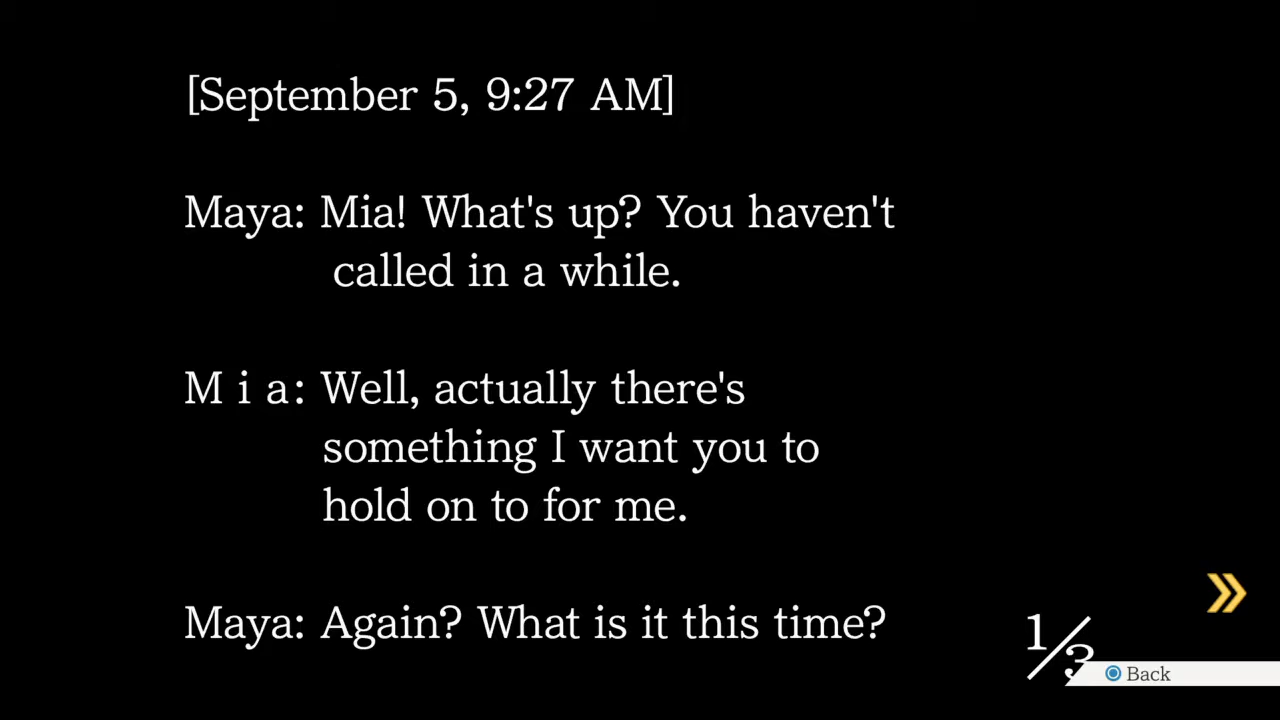 [September 5, 9:27 AM]
Maya: Mia! What's up? You haven't
called in a while.
M i a: Well, actually there's
something I want you to
hold on to for me.
Maya: Again? What is it this time?
1/3
Back